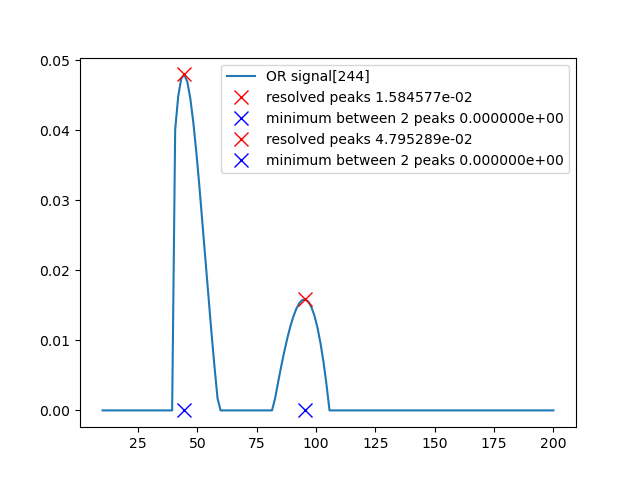 0.05
0.04
0.03
0.02
0.01
0.00
OR signal[244]
resolved peaks 1.584577e-02
minimum between 2 peaks 0.000000e+00
resolved peaks 4.795289e-02
minimum between 2 peaks 0.000000e+00
25 50 75 100 125 150 175 200